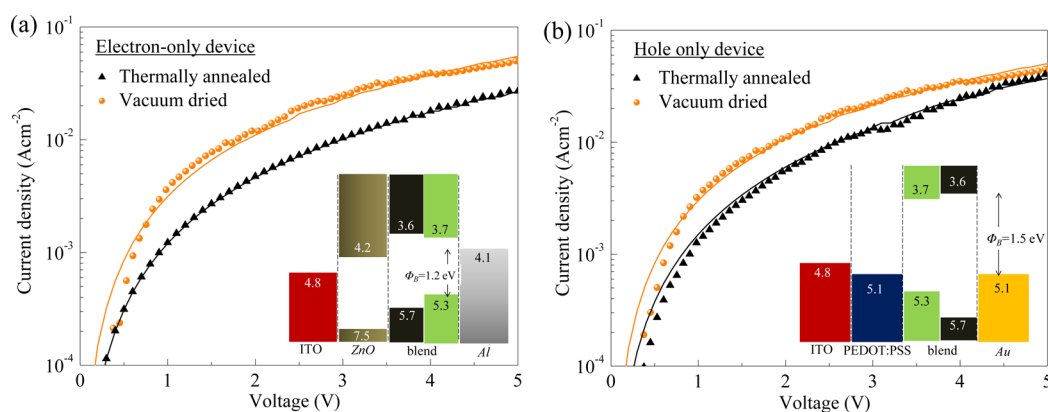 (a)
Electron-only device
Thermally annealed
Vacuum dried
Current density (Acm⁻²)
10⁻¹
10⁻²
10⁻³
10⁻⁴
0 1 2 3 4 5
Voltage (V)
4.8
4.2
7.5
3.6
5.7
3.7
5.3
Φ_B=1.2 eV
4.1
ITO ZnO blend Al
(b)
Hole only device
Thermally annealed
Vacuum dried
Current density (Acm⁻²)
10⁻¹
10⁻²
10⁻³
10⁻⁴
0 1 2 3 4 5
Voltage (V)
4.8
5.1
3.7
5.3
3.6
5.7
Φ_B=1.5 eV
5.1
ITO PEDOT:PSS blend Au